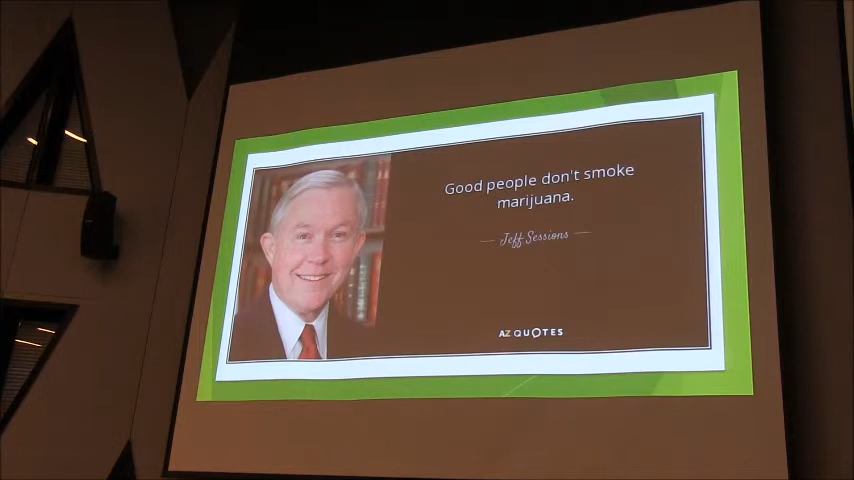 Good people don't smoke
marijuana.
— Jeff Sessions —
AZ QUOTES